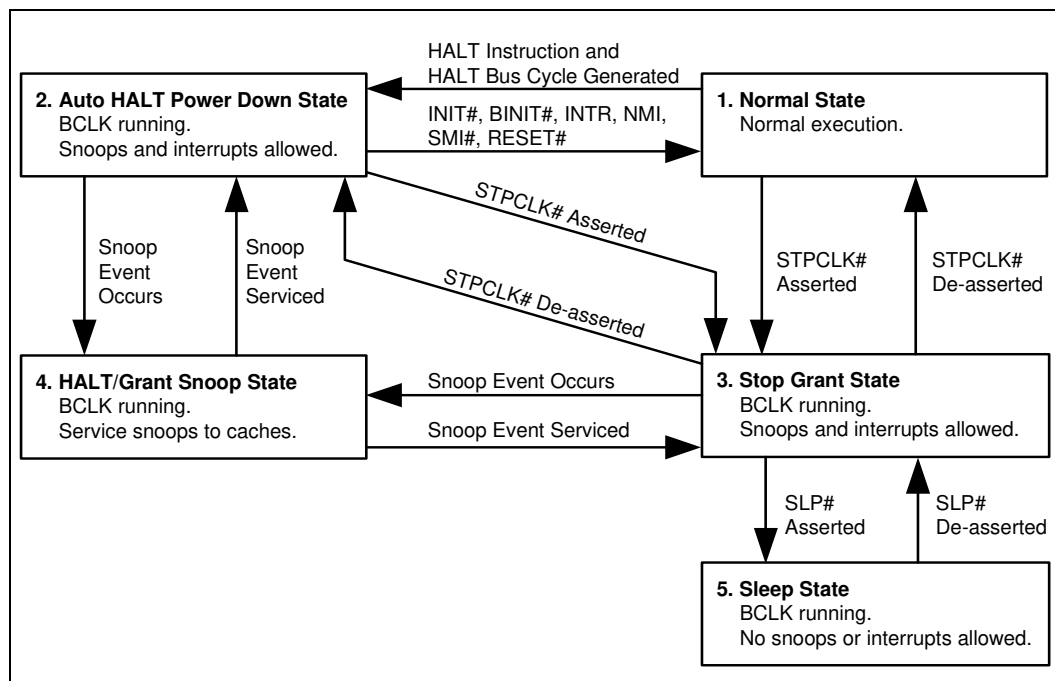 HALT Instruction and
HALT Bus Cycle Generated
2. Auto HALT Power Down State
BCLK running.
Snoops and interrupts allowed.
1. Normal State
Normal execution.
INIT#, BINIT#, INTR, NMI,
SMI#, RESET#
STPCLK# Asserted
STPCLK# De-asserted
Snoop
Event
Occurs
Snoop
Event
Serviced
STPCLK#
Asserted
STPCLK#
De-asserted
4. HALT/Grant Snoop State
BCLK running.
Service snoops to caches.
Snoop Event Occurs
Snoop Event Serviced
3. Stop Grant State
BCLK running.
Snoops and interrupts allowed.
SLP#
Asserted
SLP#
De-asserted
5. Sleep State
BCLK running.
No snoops or interrupts allowed.